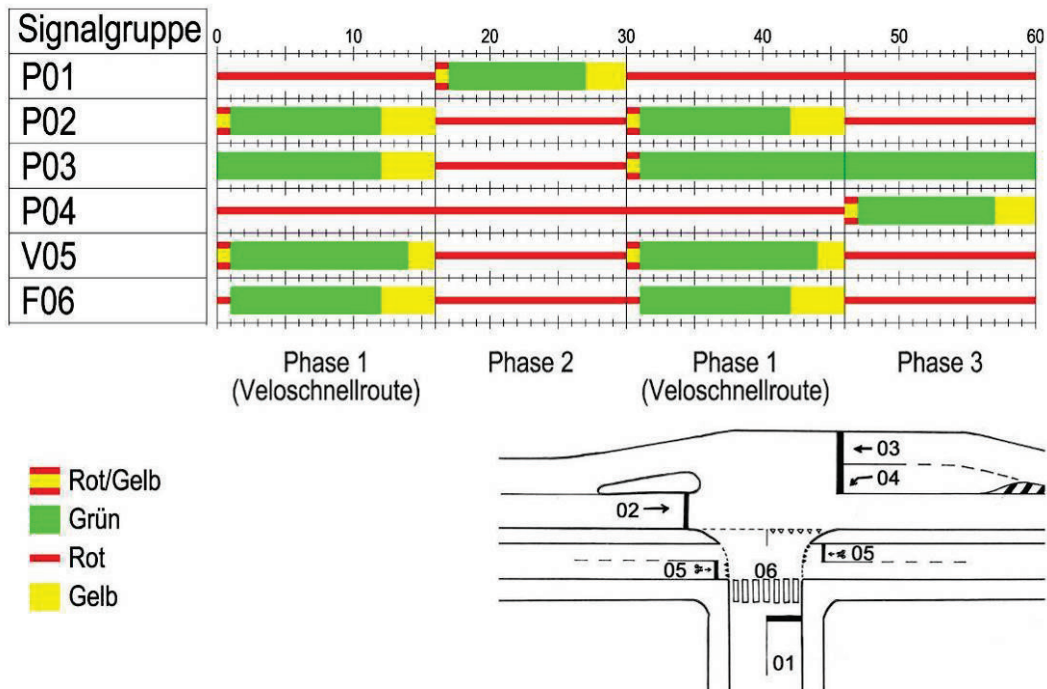 Signalgruppe
0 10 20 30 40 50 60
P01
P02
P03
P04
V05
F06
Phase 1
(Veloschnellroute)
Phase 2
Phase 1
(Veloschnellroute)
Phase 3
Rot/Gelb
Grün
Rot
Gelb
03
04
02
05
06
05
01